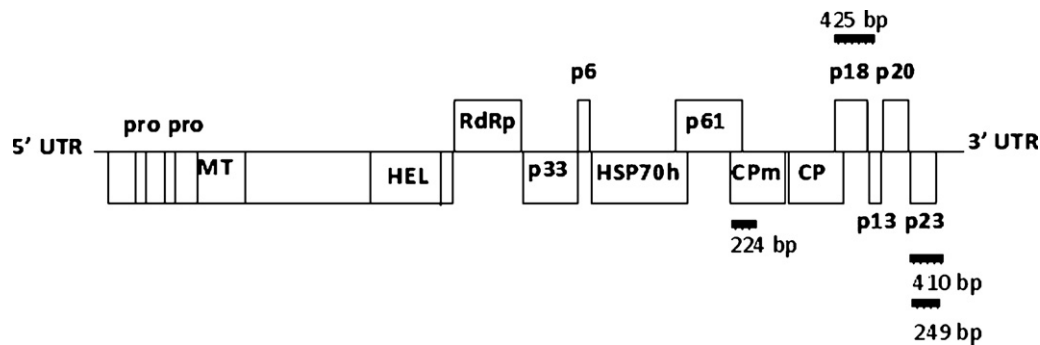 425 bp
p6 p18 p20
pro pro RdRp p61
5’ UTR 3’ UTR
MT HEL p33 HSP70h CPm CP
p13 p23
224 bp
410 bp
249 bp